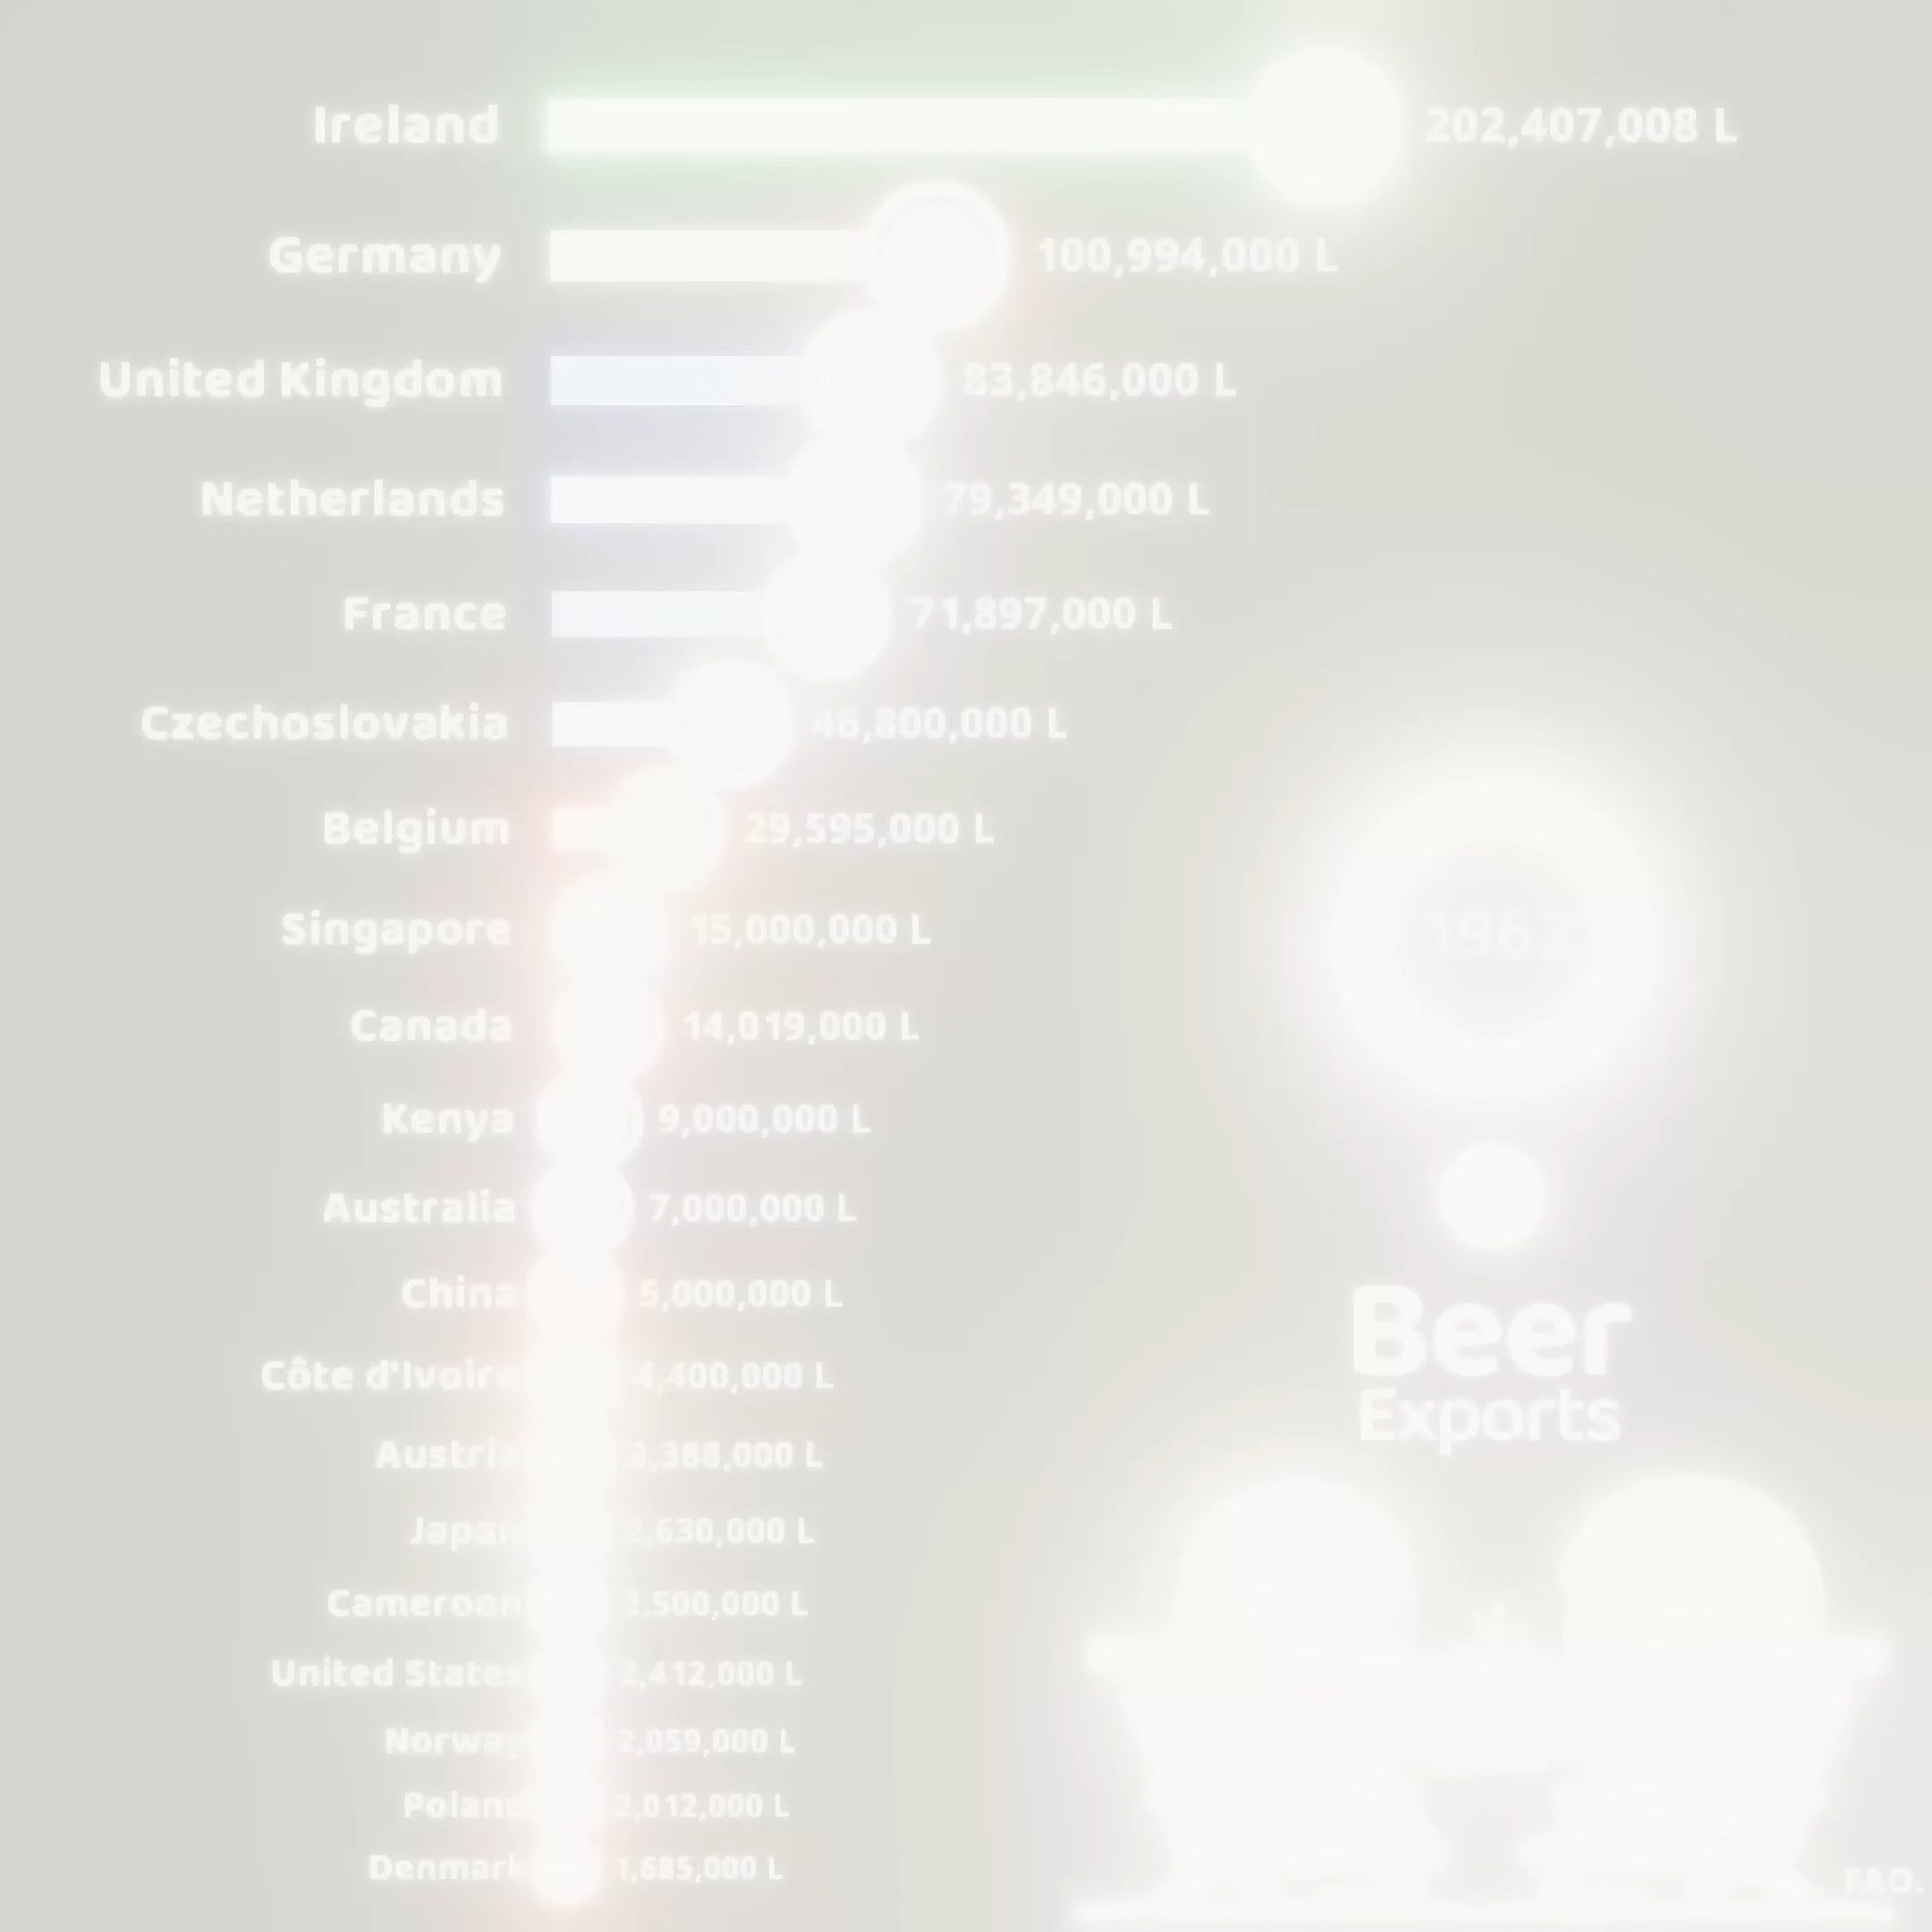 Ireland 202,407,008 L
Germany 100,994,000 L
United Kingdom 83,846,000 L
Netherlands 79,349,000 L
France 71,897,000 L
Czechoslovakia 46,800,000 L
Belgium 29,595,000 L
Singapore 15,000,000 L
Canada 14,019,000 L
Kenya 9,000,000 L
Australia 7,000,000 L
China 5,000,000 L
Côte d'Ivoire 4,400,000 L
Austria 3,388,000 L
Japan 2,630,000 L
Cameroon 2,500,000 L
United States 2,412,000 L
Norway 2,059,000 L
Poland 2,012,000 L
Denmark 1,685,000 L
Beer
Exports
FAO.